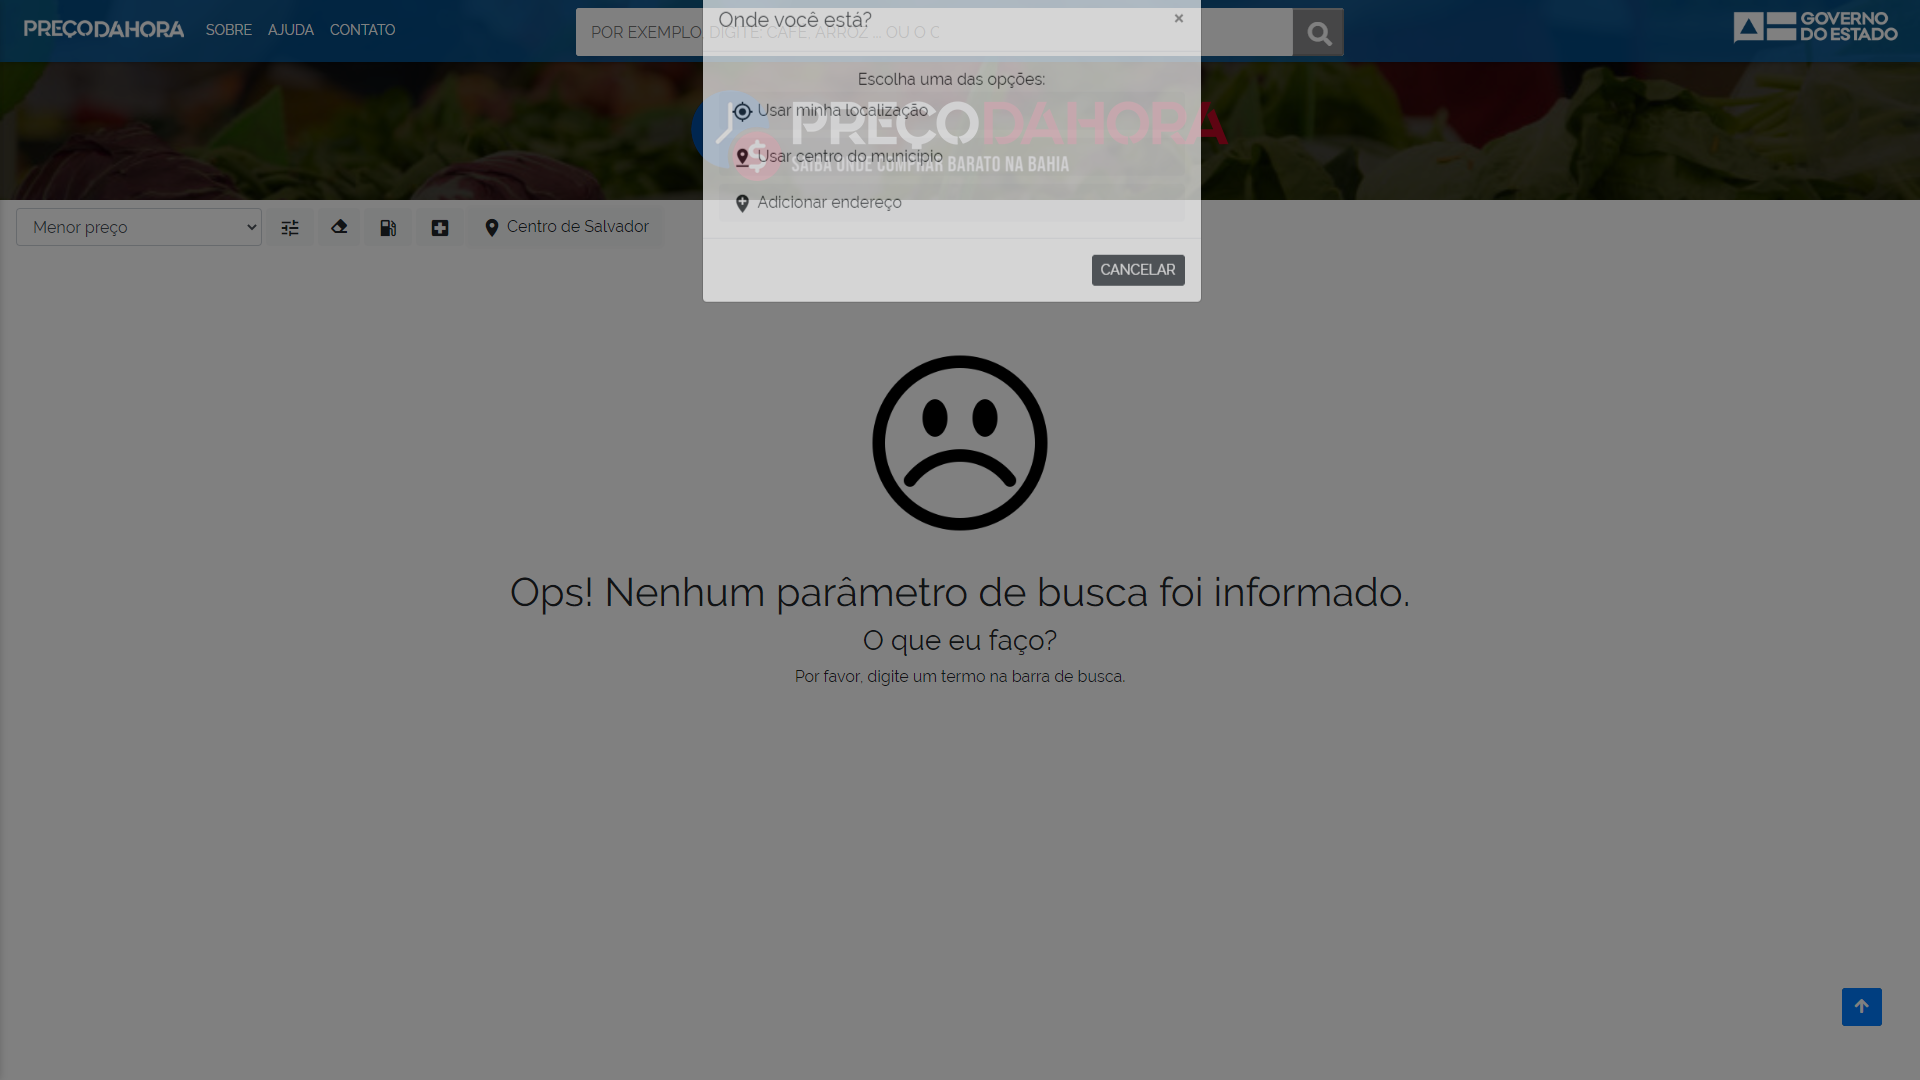 PREÇODAHORA
SOBRE
AJUDA
CONTATO
POR EXEMPLO, DIGITE: CAFÉ, ARROZ ... OU O C
GOVERNO
DO ESTADO
Onde você está?
×
Escolha uma das opções:
Usar minha localização
Usar centro do município
Adicionar endereço
CANCELAR
PREÇODAHORA
SAIBA ONDE COMPRAR BARATO NA BAHIA
Menor preço
Centro de Salvador
Ops! Nenhum parâmetro de busca foi informado.
O que eu faço?
Por favor, digite um termo na barra de busca.